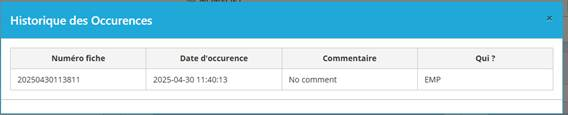 Historique des Occurences ×
Numéro fiche Date d'occurence Commentaire Qui ?
20250430113811 2025-04-30 11:40:13 No comment EMP